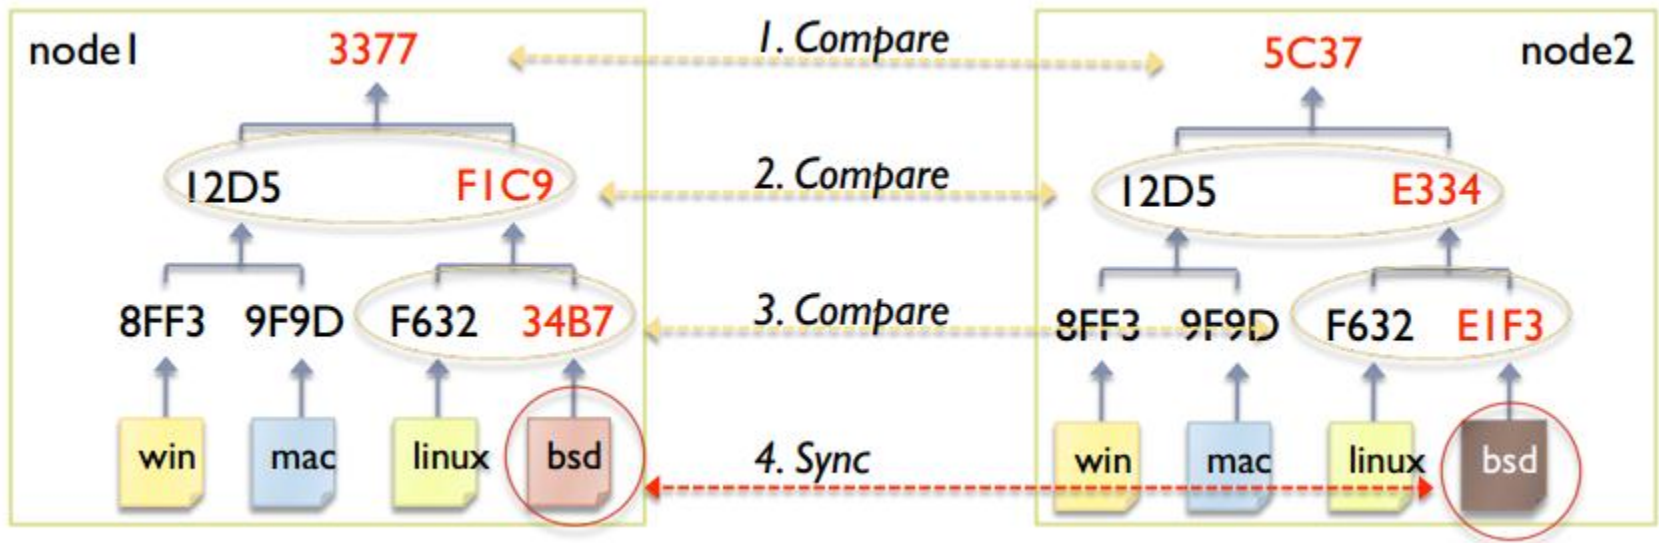 node1 3377 1. Compare 5C37 node2
12D5 F1C9 2. Compare 12D5 E334
8FF3 9F9D F632 34B7 3. Compare 8FF3 9F9D F632 E1F3
win mac linux bsd 4. Sync win mac linux bsd